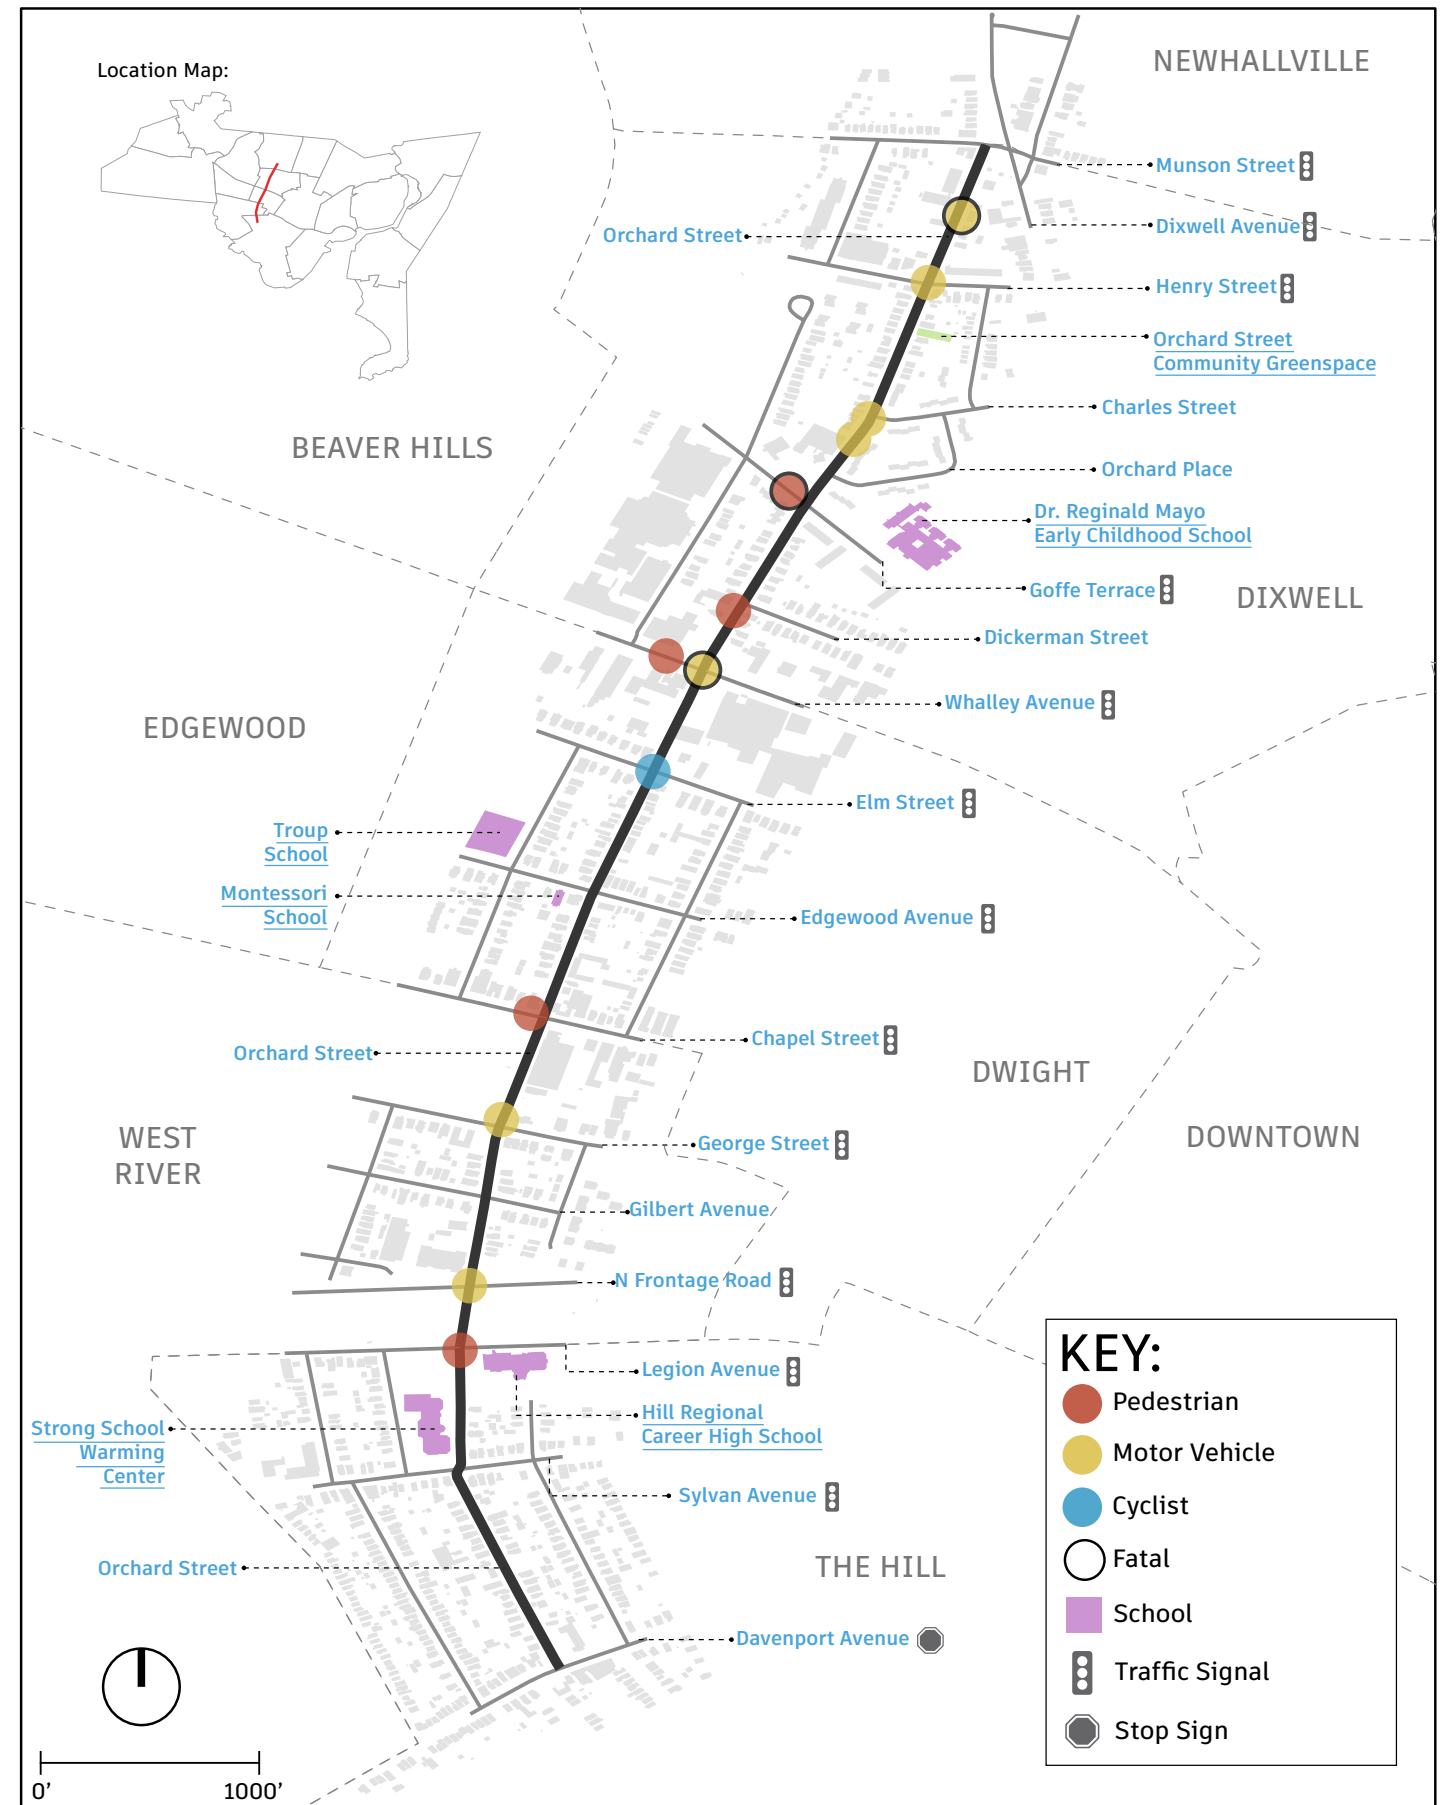 NEWHALLVILLE
Location Map:
Munson Street
Dixwell Avenue
Orchard Street
Henry Street
Orchard Street
Community Greenspace
Charles Street
BEAVER HILLS
Orchard Place
Dr. Reginald Mayo
Early Childhood School
Goffe Terrace
DIXWELL
Dickerman Street
Whalley Avenue
EDGEWOOD
Elm Street
Troup
School
Montessori
School
Edgewood Avenue
Chapel Street
Orchard Street
DWIGHT
WEST
RIVER
George Street
DOWNTOWN
Gilbert Avenue
N Frontage Road
Legion Avenue
Hill Regional
Career High School
Strong School
Warming
Center
Sylvan Avenue
Orchard Street
THE HILL
Davenport Avenue
KEY:
Pedestrian
Motor Vehicle
Cyclist
Fatal
School
Traffic Signal
Stop Sign
0'
1000'